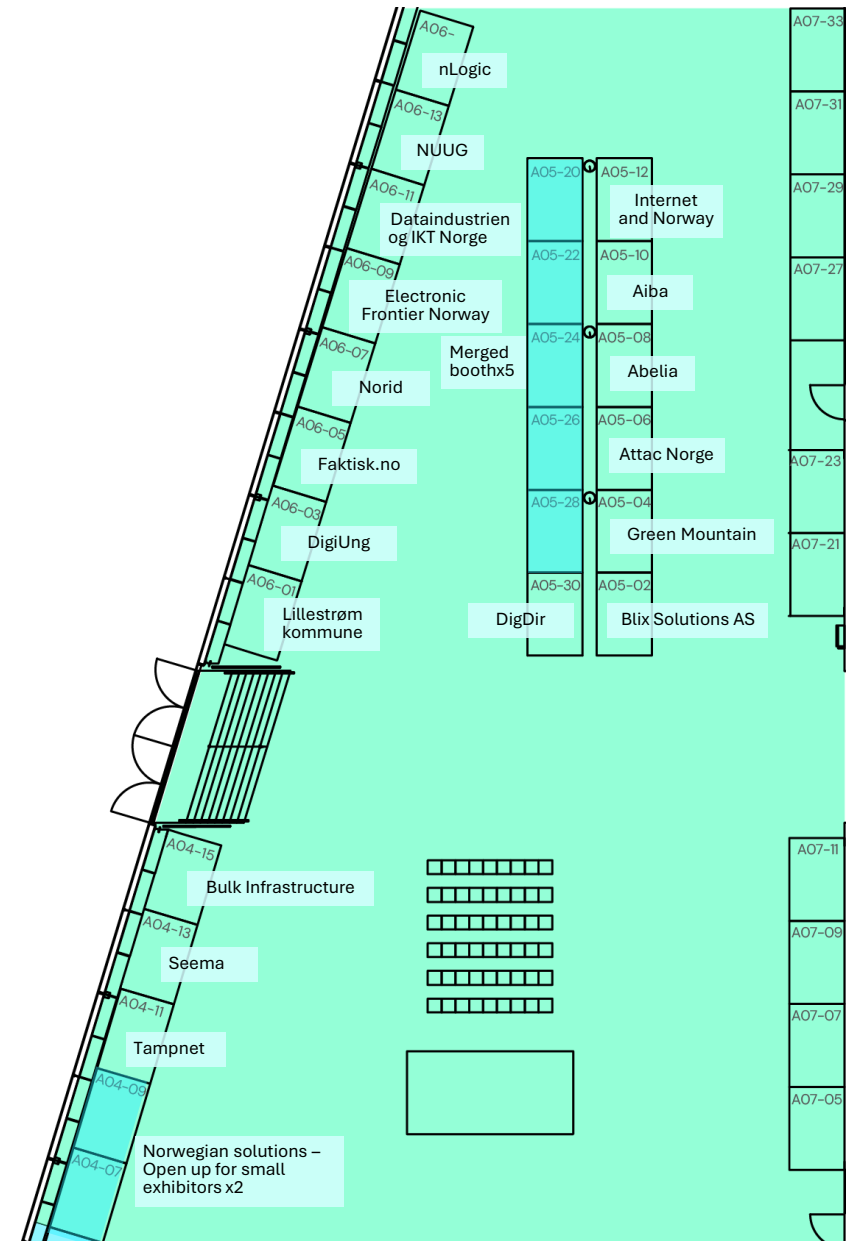 A06-
nLogic
A06-13
NUUG
A06-11
Dataindustrien
og IKT Norge
A06-09
Electronic
Frontier Norway
A06-07
Norid
A06-05
Faktisk.no
A06-03
DigiUng
A06-01
Lillestrøm
kommune
A05-20
A05-22
A05-24
Merged
boothx5
A05-26
A05-28
A05-30
DigDir
A05-12
Internet
and Norway
A05-10
Aiba
A05-08
Abelia
A05-06
Attac Norge
A05-04
Green Mountain
A05-02
Blix Solutions AS
A07-33
A07-31
A07-29
A07-27
A07-23
A07-21
A04-15
Bulk Infrastructure
A04-13
Seema
A04-11
Tampnet
A04-09
A04-07
Norwegian solutions –
Open up for small
exhibitors x2
A07-11
A07-09
A07-07
A07-05